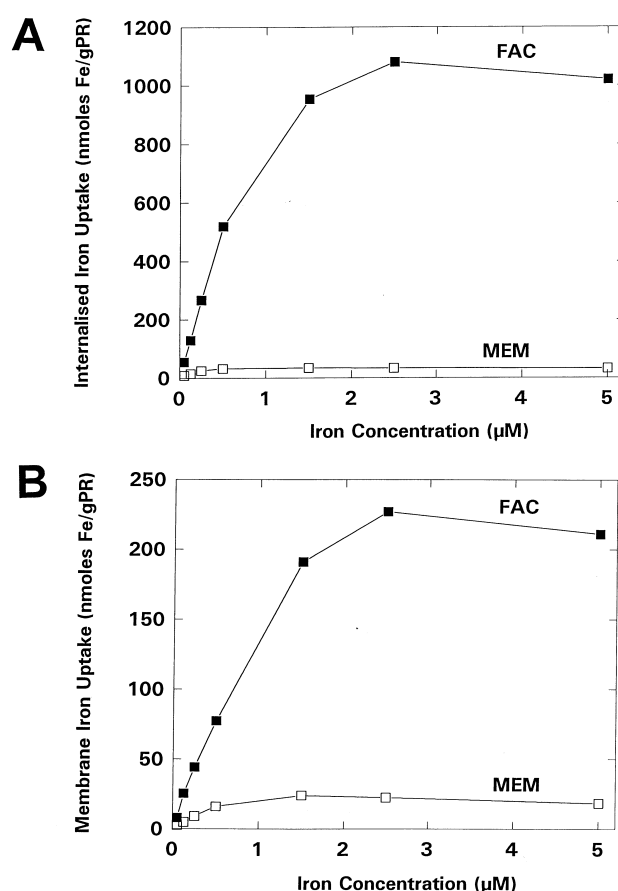 A
1200
1000
800
600
400
200
0
Internalised Iron Uptake (nmoles Fe/gPR)
FAC
MEM
0 1 2 3 4 5
Iron Concentration (μM)
B
250
200
150
100
50
0
Membrane Iron Uptake (nmoles Fe/gPR)
FAC
MEM
0 1 2 3 4 5
Iron Concentration (μM)